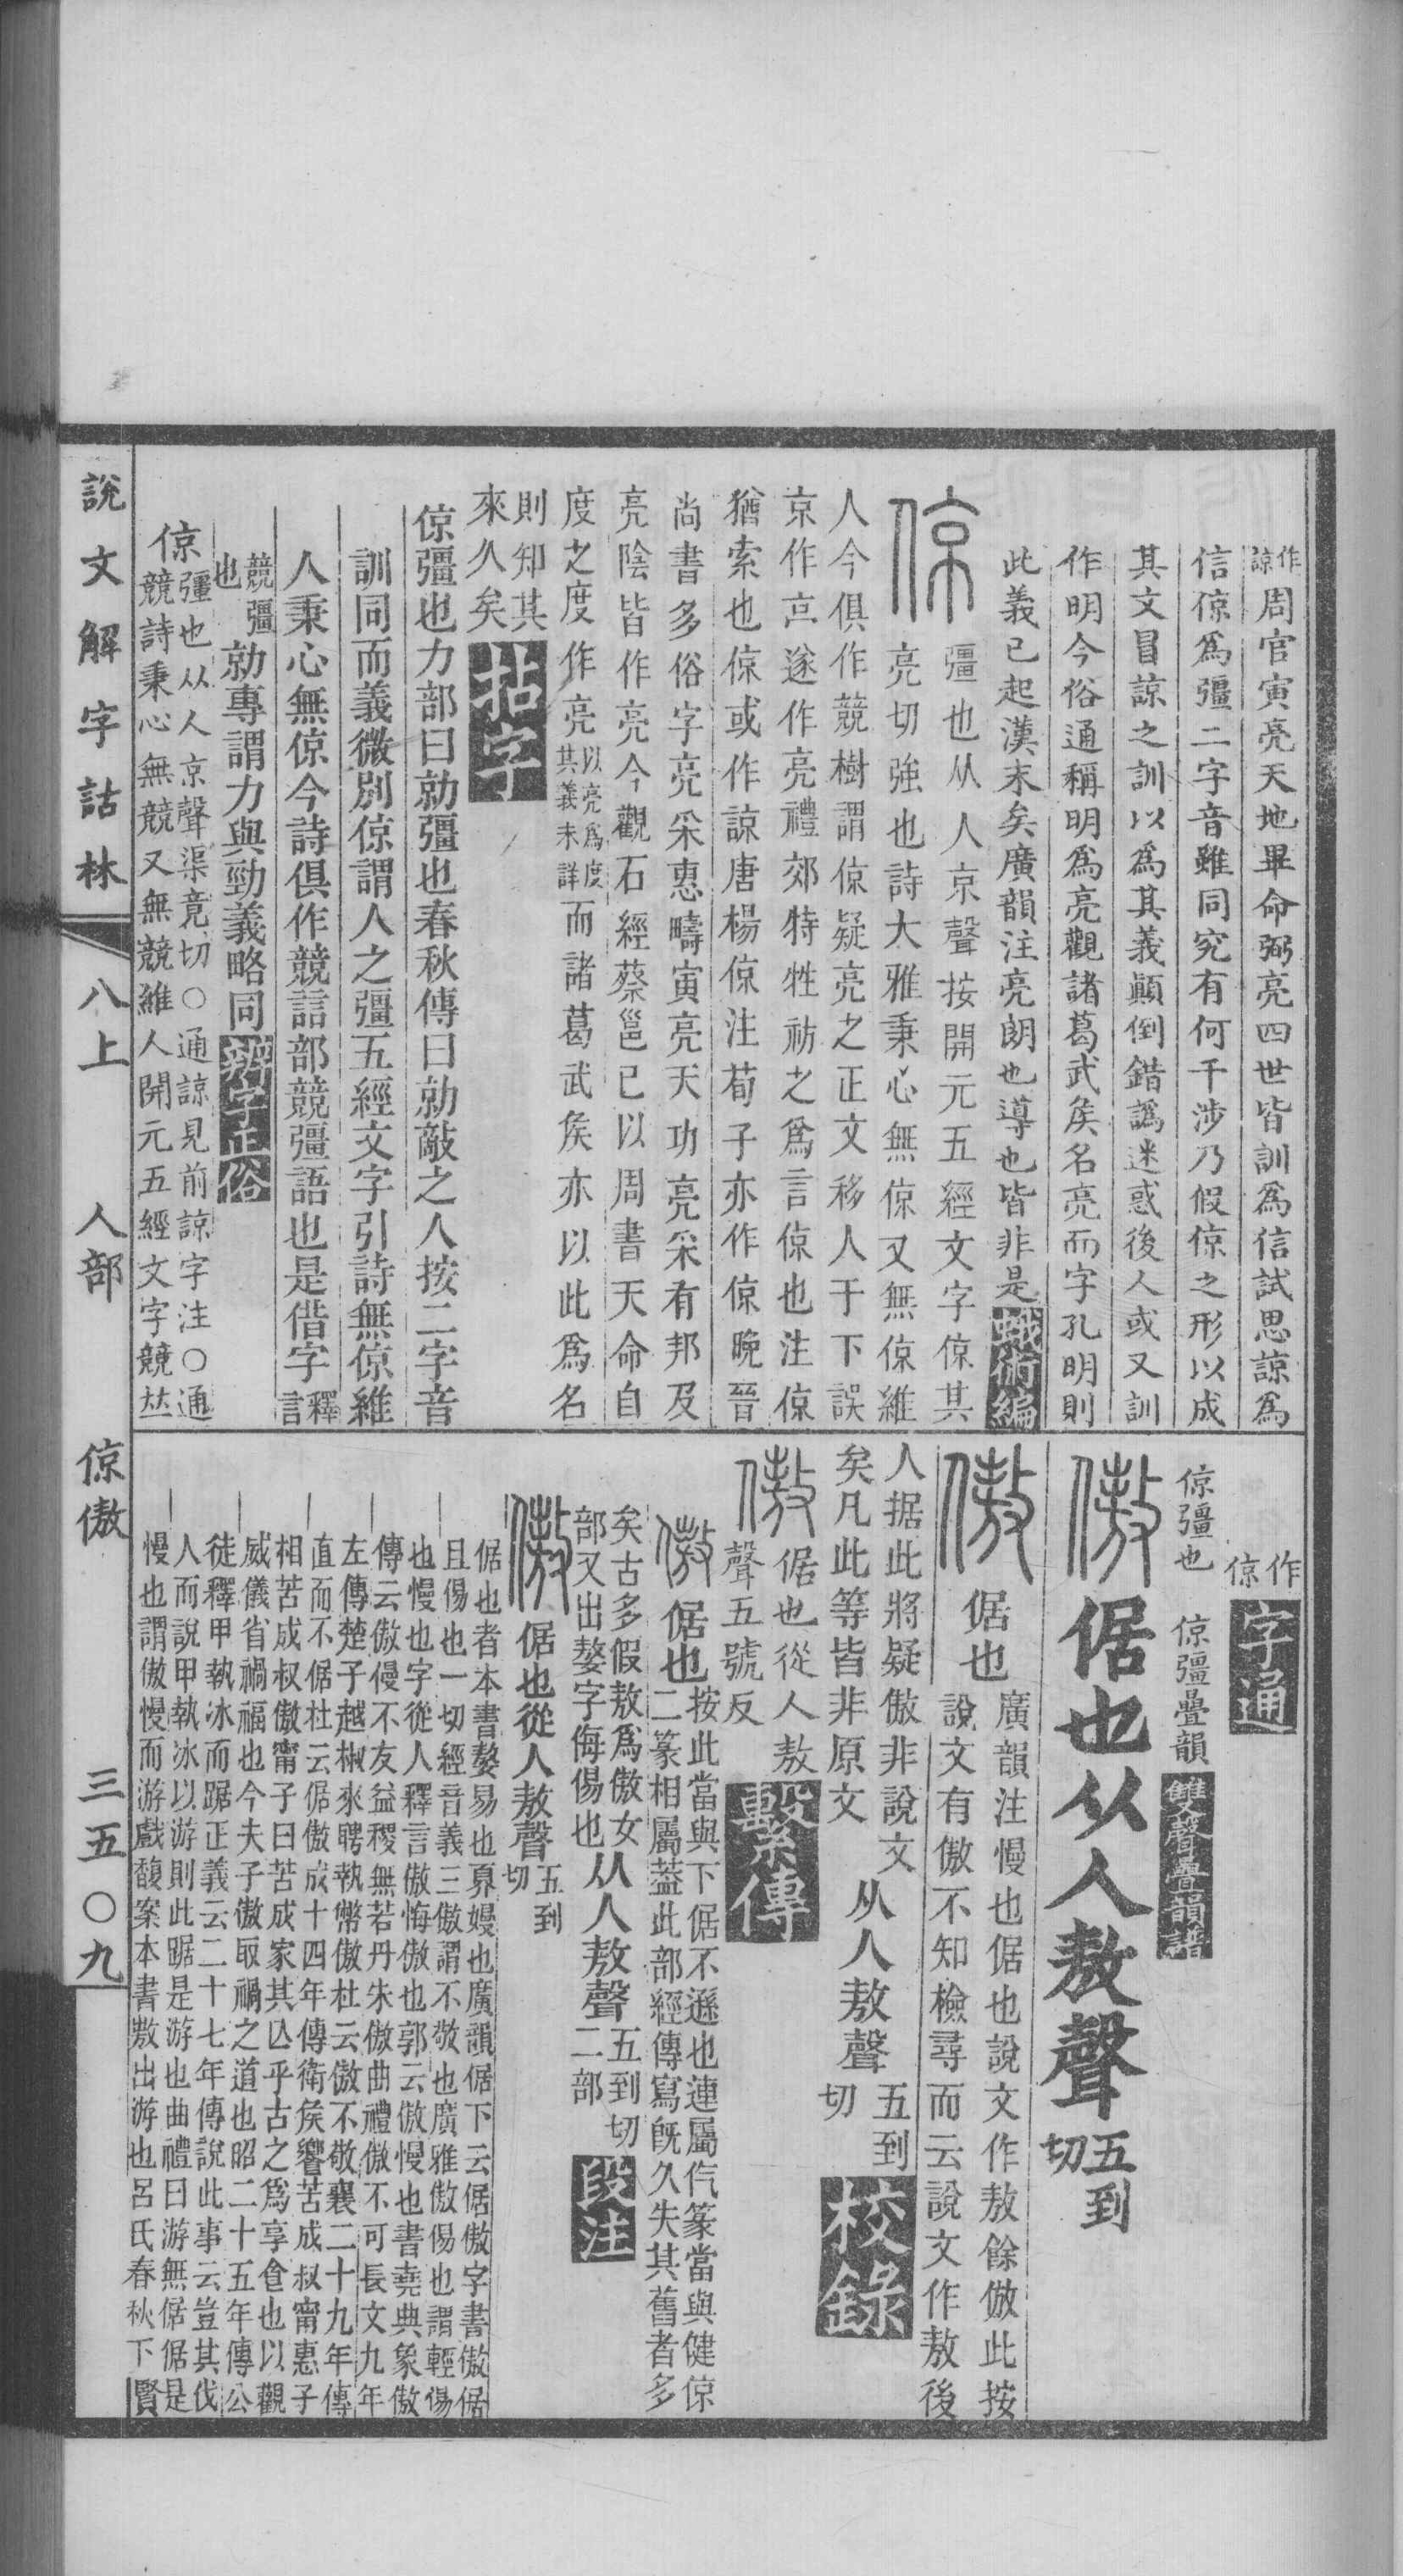 作諒周官寅亮天地畢命弼亮四世皆訓爲信試思諒爲
信倞爲彊二字音雖同究有何干涉乃假倞之形以成
其文冒諒之訓以爲其義顚倒錯譌迷惑後人或又訓
作明今俗通稱明爲亮觀諸葛武矦名亮而字孔明則
此義已起漢末矣廣韻注亮朗也導也皆非是蛾術編
倞 彊也从人京聲按開元五經文字倞其
亮切強也詩大雅秉心無倞又無倞維
人今俱作競樹謂倞疑亮之正文移人于下誤
京作亯遂作亮禮郊特牲祊之爲言倞也注倞
猶索也倞或作諒唐楊倞注荀子亦作倞晚晉
尚書多俗字亮采惠疇寅亮天功亮采有邦及
亮陰皆作亮今觀石經蔡邕已以周書天命自
度之度作亮以亮爲度其義未詳而諸葛武矦亦以此爲名
則知其來久矣拈字
倞彊也力部曰勍彊也春秋傳曰勍敵之人按二字音
訓同而義微別倞謂人之彊五經文字引詩無倞維
人秉心無倞今詩俱作競誩部競彊語也是借字釋言
競彊也勍專謂力與勁義略同辨字正俗
倞彊也从人京聲渠竟切○通諒見前諒字注○通
競詩秉心無競又無競維人開元五經文字競竝
作倞字通
倞彊也 倞彊疊韻雙聲疊韻譜
傲 倨也从人敖聲五到切
傲 倨也廣韻注慢也倨也說文作敖餘倣此按
說文有傲不知檢尋而云說文作敖後
人据此將疑傲非說文
矣凡此等皆非原文从人敖聲五到切校錄
傲 倨也從人敖
聲五號反繫傳
傲 倨也按此當與下倨不遜也連屬仡篆當與健倞
二篆相屬葢此部經傳寫旣久失其舊者多
矣古多假敖爲傲女
部又出嫯字侮傷也从人敖聲五到切二部段注
傲 倨也從人敖聲五到切
倨也者本書嫯易也奡嫚也廣韻倨下云倨傲字書傲倨
且傷也一切經音義三傲謂不敬也廣雅傲傷也謂輕傷
也慢也字從人釋言傲悔傲也郭云傲慢也書堯典象傲
傳云傲慢不友益稷無若丹朱傲曲禮傲不可長文九年
左傳楚子越椒來聘執幣傲杜云傲不敬襄二十九年傳
直而不倨杜云倨傲成十四年傳衛矦饗苦成叔甯惠子
相苦成叔傲甯子曰苦成家其亾乎古之爲享食也以觀
威儀省禍福也今夫子傲取禍之道也昭二十五年傳公
徒釋甲執冰而踞正義云二十七年傳說此事云豈其伐
人而說甲執冰以游則此踞是游也曲禮曰游無倨倨是
慢也謂傲慢而游戲馥案本書敖出游也呂氏春秋下賢
說文解字詁林 八上 人部 倞傲 三五〇九